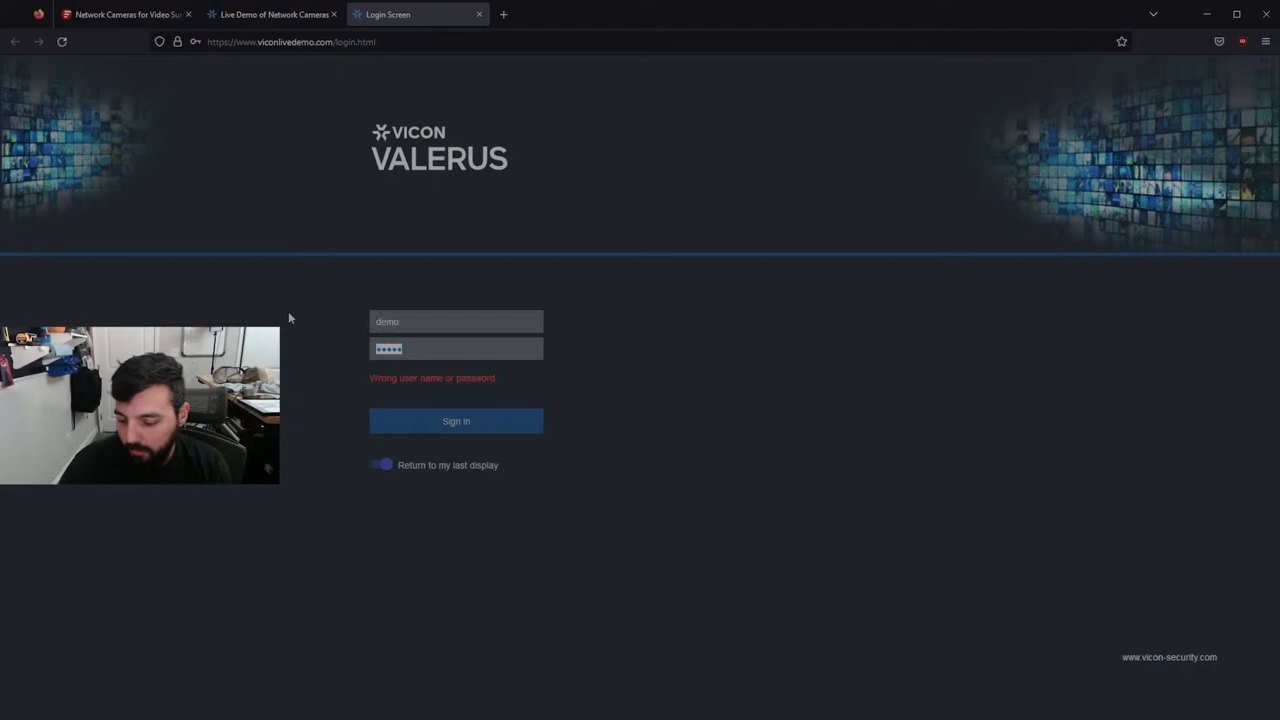 Network Cameras for Video Su
Live Demo of Network Cameras
Login Screen
https://www.viconlivedemo.com/login.html
VICON
VALERUS
demo
•••••
Wrong user name or password
Sign in
Return to my last display
www.vicon-security.com